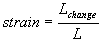 strain = L_change / L